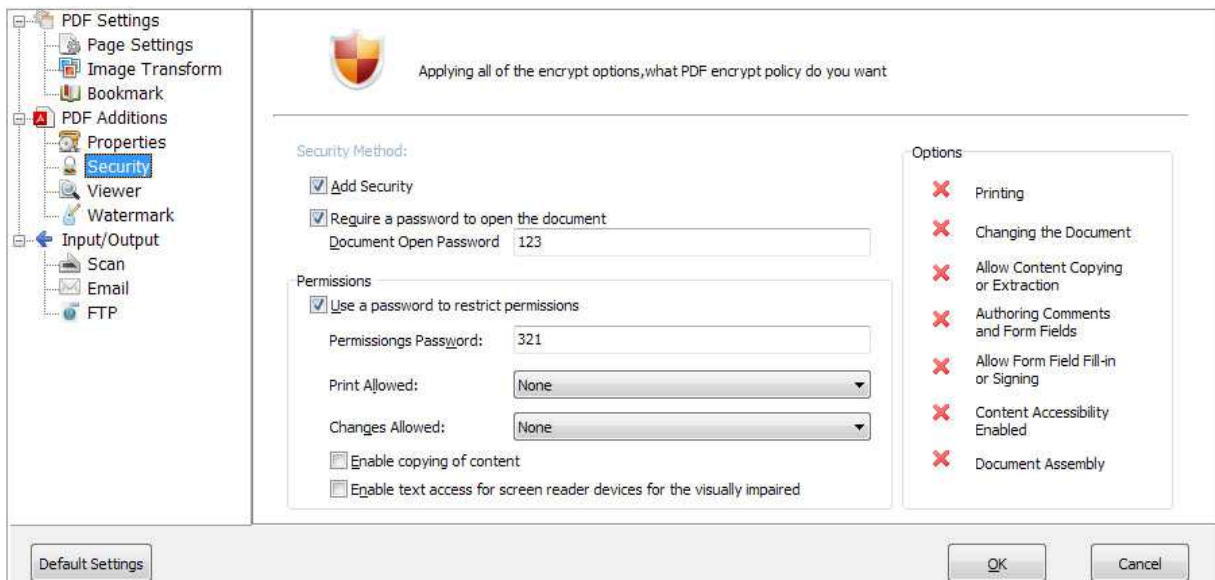 PDF Settings
Page Settings
Image Transform
Bookmark
PDF Additions
Properties
Security
Viewer
Watermark
Input/Output
Scan
Email
FTP
Applying all of the encrypt options,what PDF encrypt policy do you want
Security Method:
Add Security
Require a password to open the document
Document Open Password 123
Permissions
Use a password to restrict permissions
Permissiongs Password: 321
Print Allowed: None
Changes Allowed: None
Enable copying of content
Enable text access for screen reader devices for the visually impaired
Options
Printing
Changing the Document
Allow Content Copying
or Extraction
Authoring Comments
and Form Fields
Allow Form Field Fill-in
or Signing
Content Accessibility
Enabled
Document Assembly
Default Settings
OK
Cancel